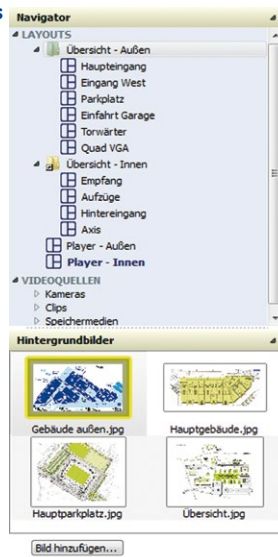 s
Navigator
LAYOUTS
Übersicht - Außen
Haupteingang
Eingang West
Parkplatz
Einfahrt Garage
Torwärter
Quad VGA
Übersicht - Innen
Empfang
Aufzüge
Hintereingang
Axis
Player - Außen
Player - Innen
VIDEOQUELLEN
Kameras
Clips
Speichermedien
Hintergrundbilder
Gebäude außen.jpg Hauptgebäude.jpg
Hauptparkplatz.jpg Übersicht.jpg
Bild hinzufügen...